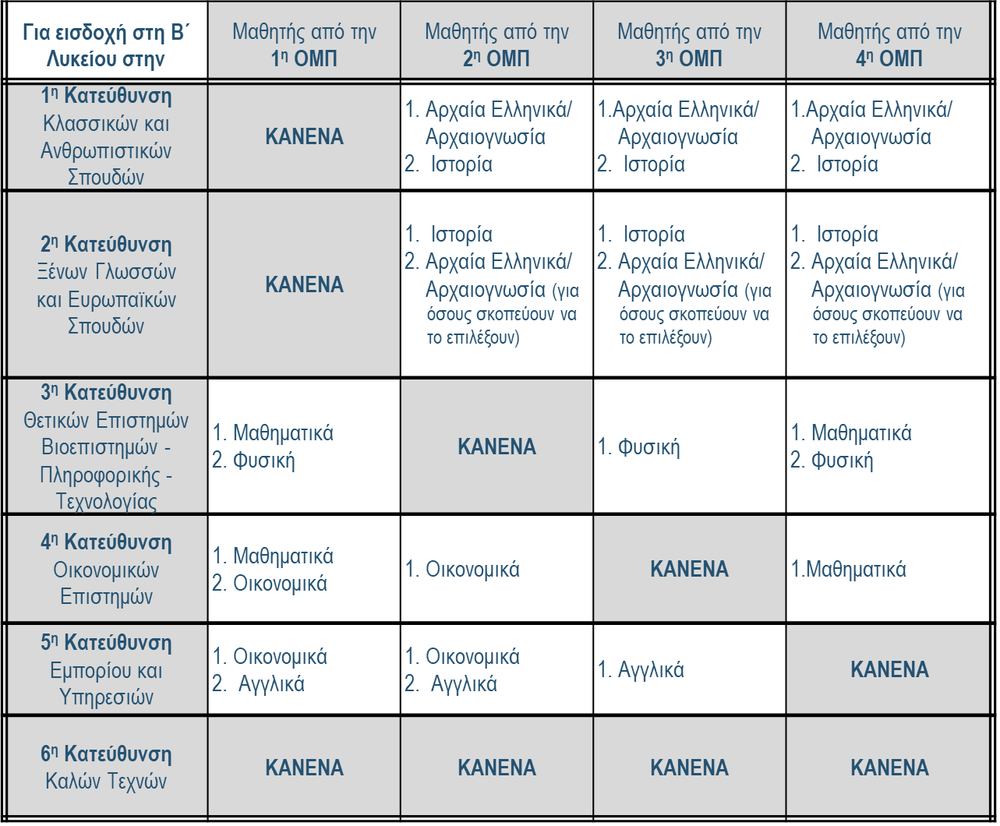 Για εισδοχή στη Β΄
Λυκείου στην
Μαθητής από την
1η ΟΜΠ
Μαθητής από την
2η ΟΜΠ
Μαθητής από την
3η ΟΜΠ
Μαθητής από την
4η ΟΜΠ
1η Κατεύθυνση
Κλασσικών και
Ανθρωπιστικών
Σπουδών
ΚΑΝΕΝΑ
1. Αρχαία Ελληνικά/
Αρχαιογνωσία
2. Ιστορία
1.Αρχαία Ελληνικά/
Αρχαιογνωσία
2. Ιστορία
1.Αρχαία Ελληνικά/
Αρχαιογνωσία
2. Ιστορία
2η Κατεύθυνση
Ξένων Γλωσσών
και Ευρωπαϊκών
Σπουδών
ΚΑΝΕΝΑ
1. Ιστορία
2. Αρχαία Ελληνικά/
Αρχαιογνωσία (για
όσους σκοπεύουν να
το επιλέξουν)
1. Ιστορία
2. Αρχαία Ελληνικά/
Αρχαιογνωσία (για
όσους σκοπεύουν να
το επιλέξουν)
1. Ιστορία
2. Αρχαία Ελληνικά/
Αρχαιογνωσία (για
όσους σκοπεύουν να
το επιλέξουν)
3η Κατεύθυνση
Θετικών Επιστημών
Βιοεπιστημών -
Πληροφορικής -
Τεχνολογίας
1. Μαθηματικά
2. Φυσική
ΚΑΝΕΝΑ
1. Φυσική
1. Μαθηματικά
2. Φυσική
4η Κατεύθυνση
Οικονομικών
Επιστημών
1. Μαθηματικά
2. Οικονομικά
1. Οικονομικά
ΚΑΝΕΝΑ
1.Μαθηματικά
5η Κατεύθυνση
Εμπορίου και
Υπηρεσιών
1. Οικονομικά
2. Αγγλικά
1. Οικονομικά
2. Αγγλικά
1. Αγγλικά
ΚΑΝΕΝΑ
6η Κατεύθυνση
Καλών Τεχνών
ΚΑΝΕΝΑ
ΚΑΝΕΝΑ
ΚΑΝΕΝΑ
ΚΑΝΕΝΑ